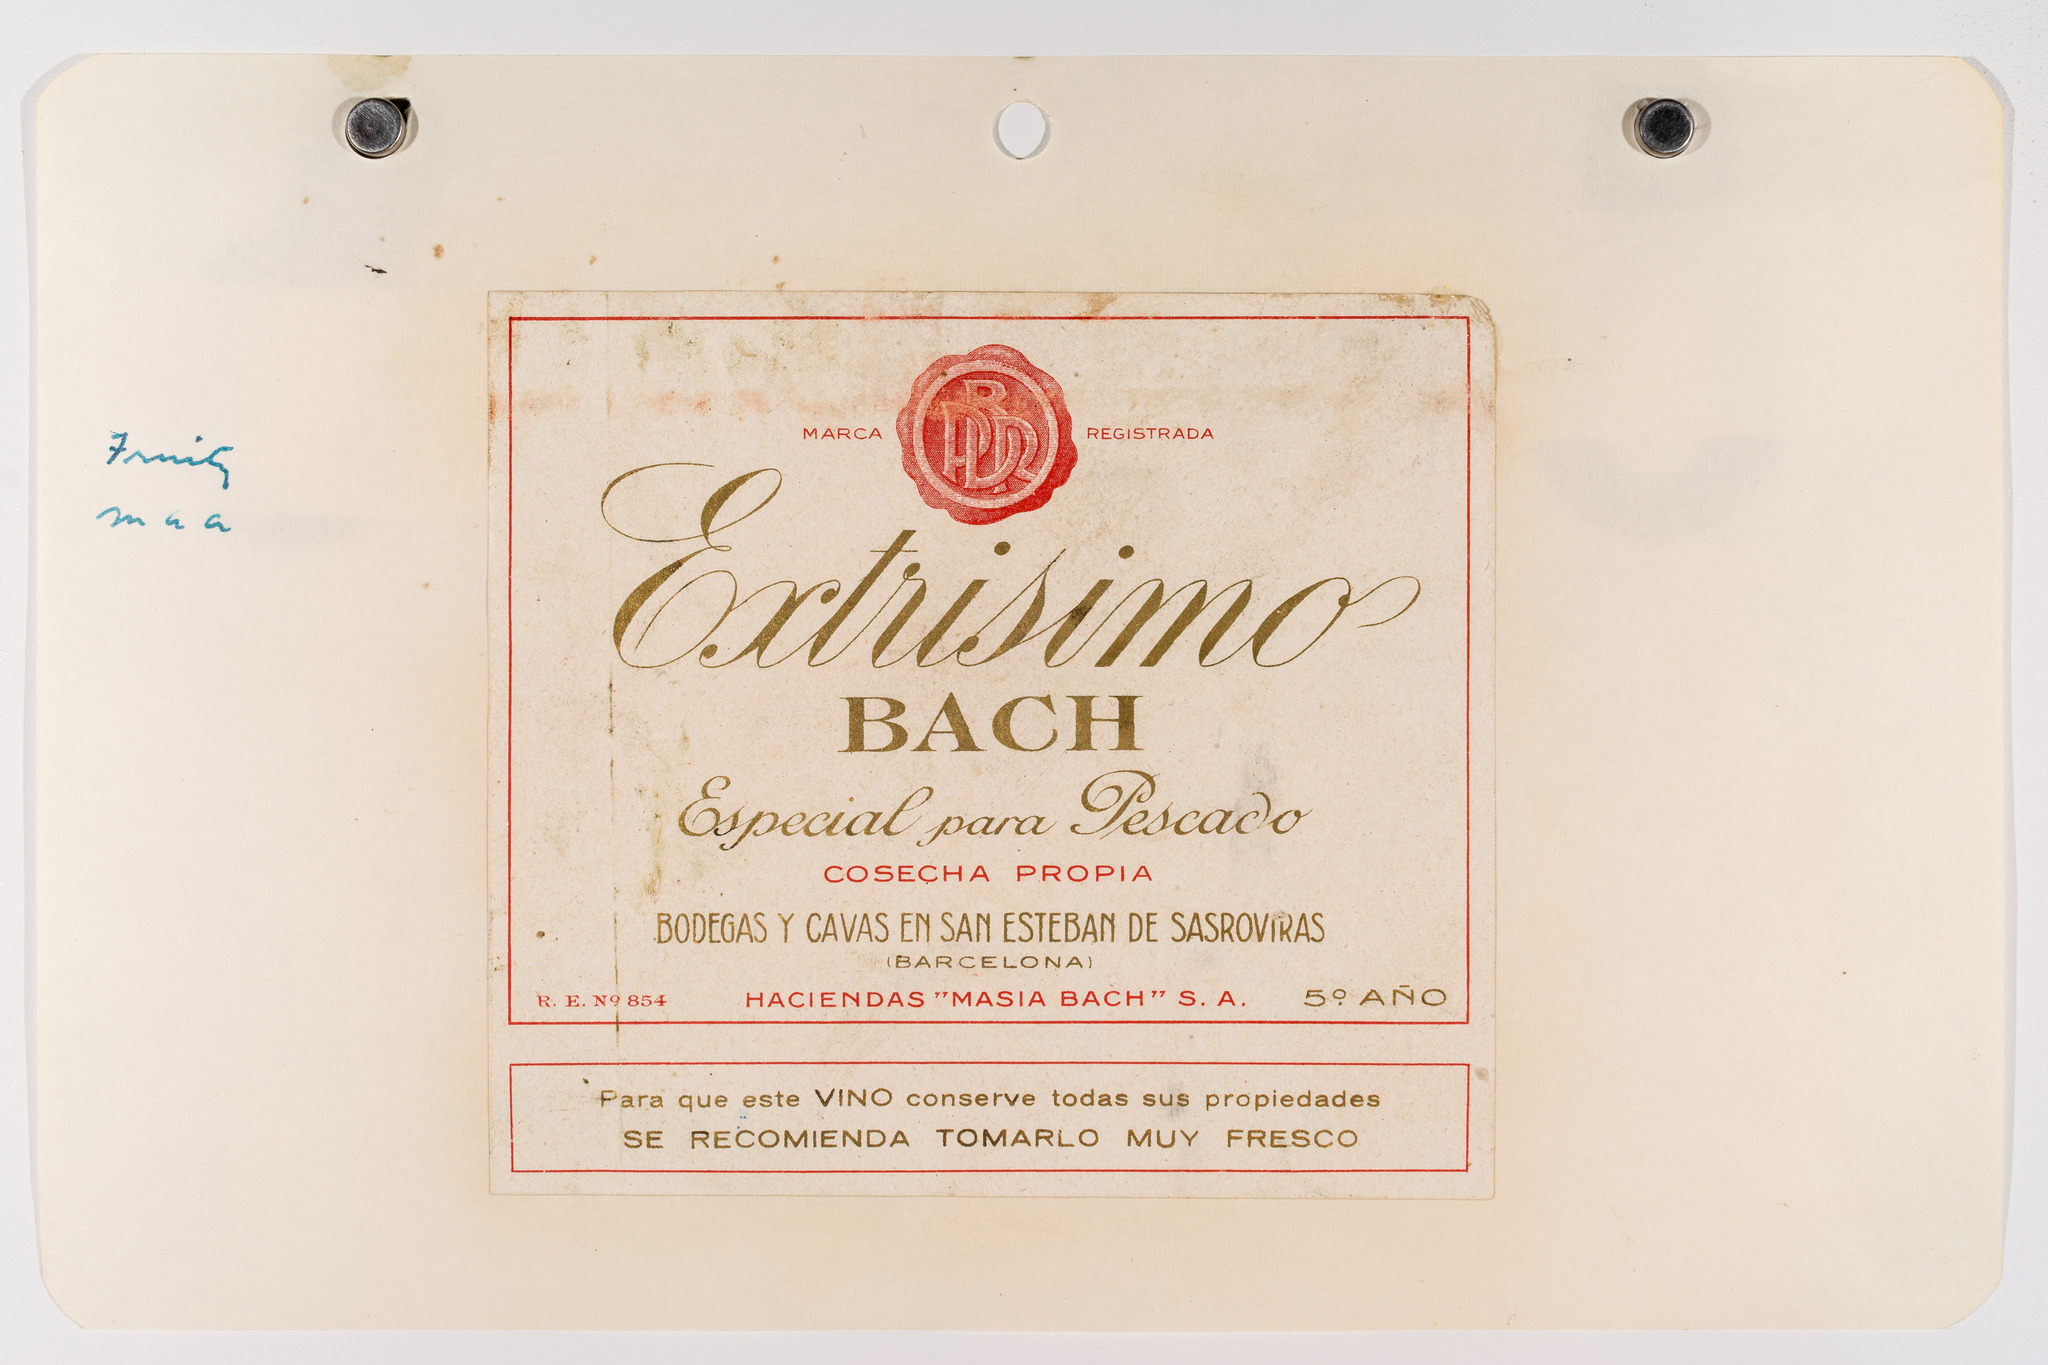 Fruity
m a a
MARCA REGISTRADA
Extrisimo
BACH
Especial para Pescado
COSECHA PROPIA
BODEGAS Y CAVAS EN SAN ESTEBAN DE SASROVIRAS
(BARCELONA)
R. E. Nº 854 HACIENDAS "MASIA BACH" S. A. 5º AÑO
Para que este VINO conserve todas sus propiedades
SE RECOMIENDA TOMARLO MUY FRESCO